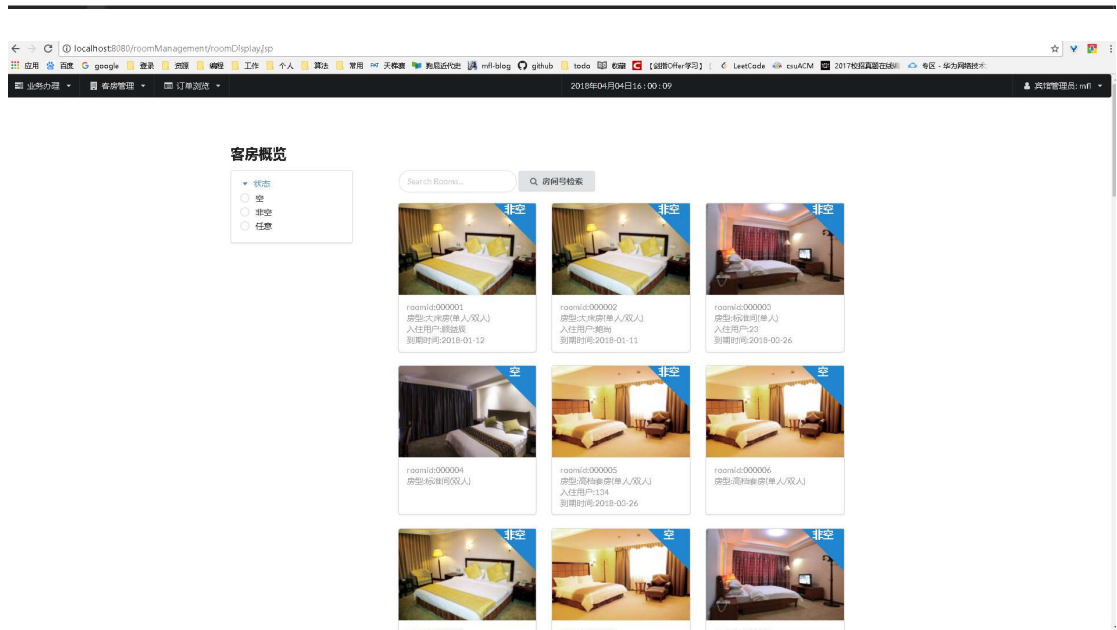 localhost:8080/roomManagement/roomDisplay.jsp
应用 百度 G google 登录 资源 编程 工作 个人 算法 常用 天梯赛 mfl-blog github todo 收藏 【剑指Offer学习】 LeetCode csuACM 2017校招真题在线 专区 - 华为网络技术
业务办理 客房管理 订单浏览 2018年04月04日16:00:09 宾馆管理员: mfl
客房概览
状态
空
非空
任意
Search Rooms... 房间号检索
非空 非空 非空
roomid:000001
房型:大床房(单人/双人)
入住用户:顾益辰
到期时间:2018-01-12
roomid:000002
房型:大床房(单人/双人)
入住用户:鲍尚
到期时间:2018-01-11
roomid:000003
房型:标准间(单人)
入住用户:23
到期时间:2018-03-26
空 非空 空
roomid:000004
房型:标准间(双人)
roomid:000005
房型:高档套房(单人/双人)
入住用户:134
到期时间:2018-03-26
roomid:000006
房型:高档套房(单人/双人)
非空 空 非空